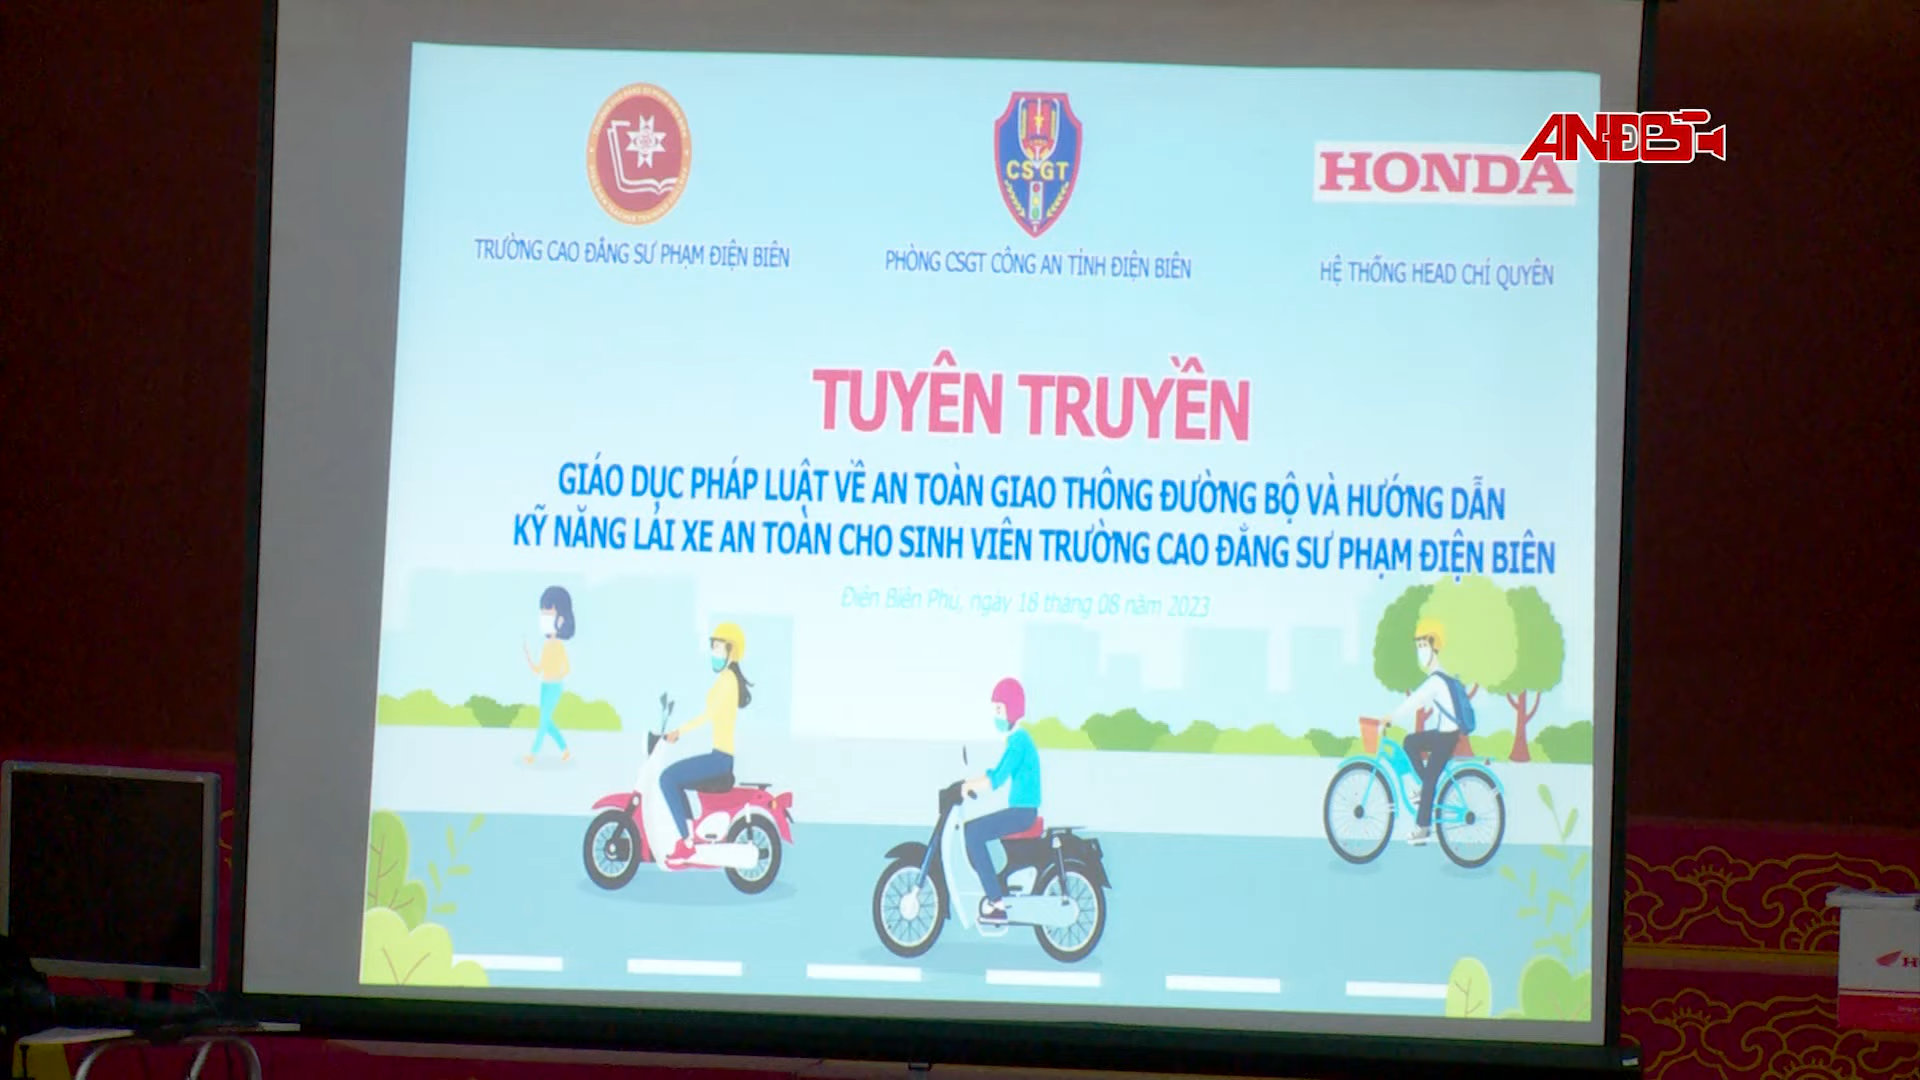 ANĐBTV
CSGT
HONDA
TRƯỜNG CAO ĐẲNG SƯ PHẠM ĐIỆN BIÊN
PHÒNG CSGT CÔNG AN TỈNH ĐIỆN BIÊN
HỆ THỐNG HEAD CHÍ QUYÊN
TUYÊN TRUYỀN
GIÁO DỤC PHÁP LUẬT VỀ AN TOÀN GIAO THÔNG ĐƯỜNG BỘ VÀ HƯỚNG DẪN
KỸ NĂNG LÁI XE AN TOÀN CHO SINH VIÊN TRƯỜNG CAO ĐẲNG SƯ PHẠM ĐIỆN BIÊN
Điện Biên Phủ, ngày 18 tháng 08 năm 2023